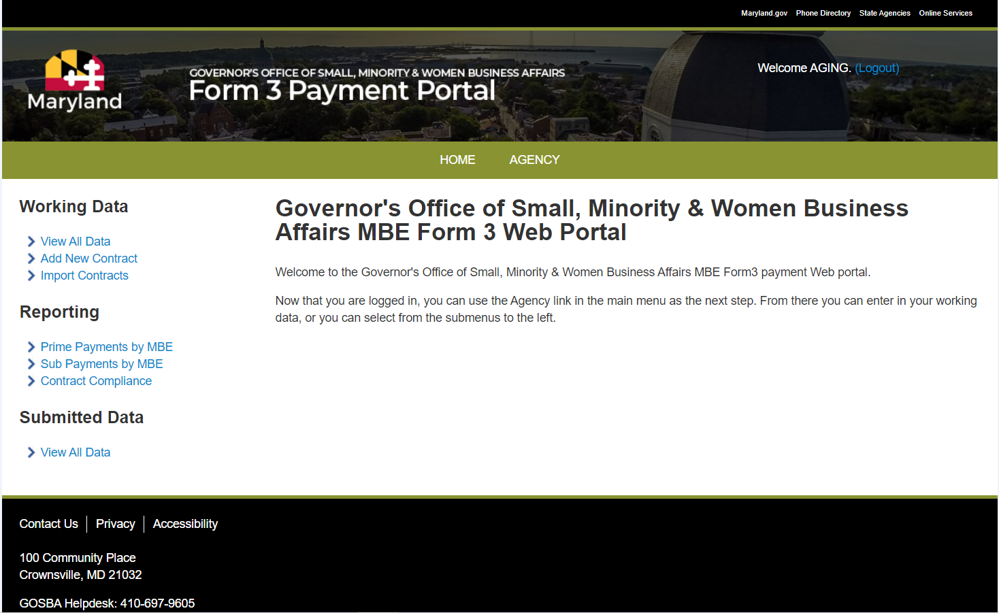 Maryland.gov Phone Directory State Agencies Online Services
Maryland
GOVERNOR'S OFFICE OF SMALL, MINORITY & WOMEN BUSINESS AFFAIRS
Form 3 Payment Portal
Welcome AGING. (Logout)
HOME AGENCY
Working Data
View All Data
Add New Contract
Import Contracts
Reporting
Prime Payments by MBE
Sub Payments by MBE
Contract Compliance
Submitted Data
View All Data
Governor's Office of Small, Minority & Women Business
Affairs MBE Form 3 Web Portal
Welcome to the Governor's Office of Small, Minority & Women Business Affairs MBE Form3 payment Web portal.
Now that you are logged in, you can use the Agency link in the main menu as the next step. From there you can enter in your working
data, or you can select from the submenus to the left.
Contact Us Privacy Accessibility
100 Community Place
Crownsville, MD 21032
GOSBA Helpdesk: 410-697-9605